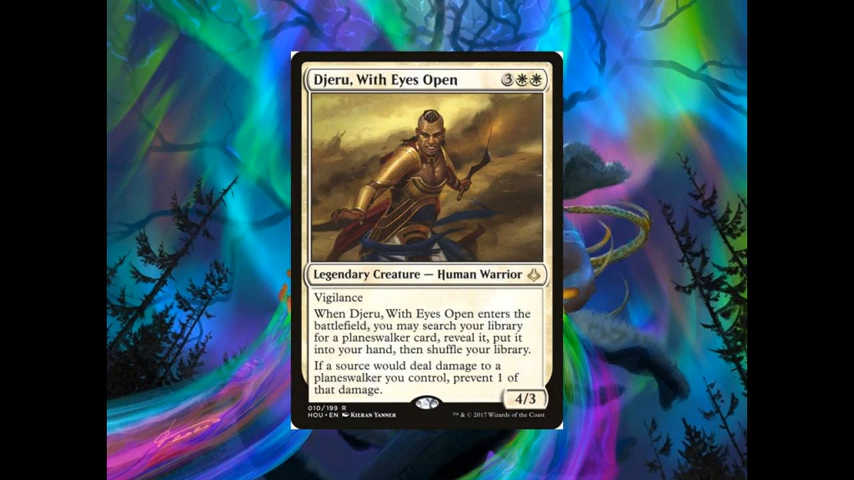 Djeru, With Eyes Open 3
Legendary Creature — Human Warrior
Vigilance
When Djeru, With Eyes Open enters the
battlefield, you may search your library
for a planeswalker card, reveal it, put it
into your hand, then shuffle your library.
If a source would deal damage to a
planeswalker you control, prevent 1 of
that damage.
4/3
010/199 R
HOU • EN Kieran Yanner ™ & © 2017 Wizards of the Coast